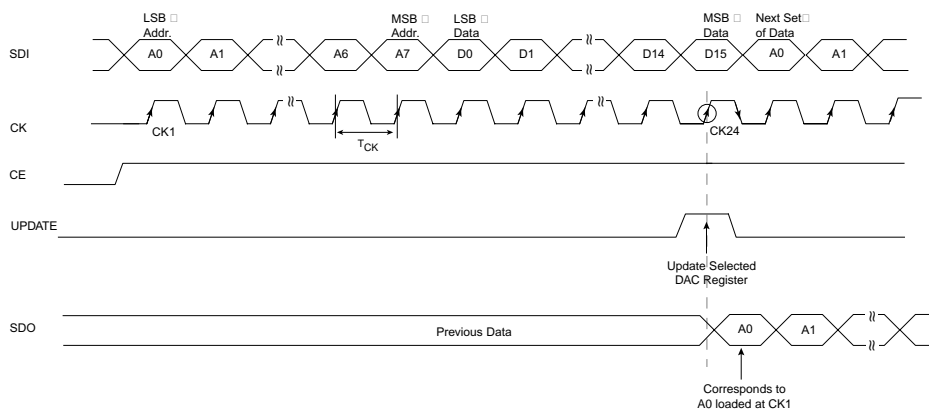 LSB
Addr.
MSB
Addr.
LSB
Data
MSB
Data
Next Set
of Data
SDI
A0
A1
A6
A7
D0
D1
D14
D15
A0
A1
CK
CK1
TCK
CK24
CE
UPDATE
Update Selected
DAC Register
SDO
Previous Data
A0
A1
Corresponds to
A0 loaded at CK1